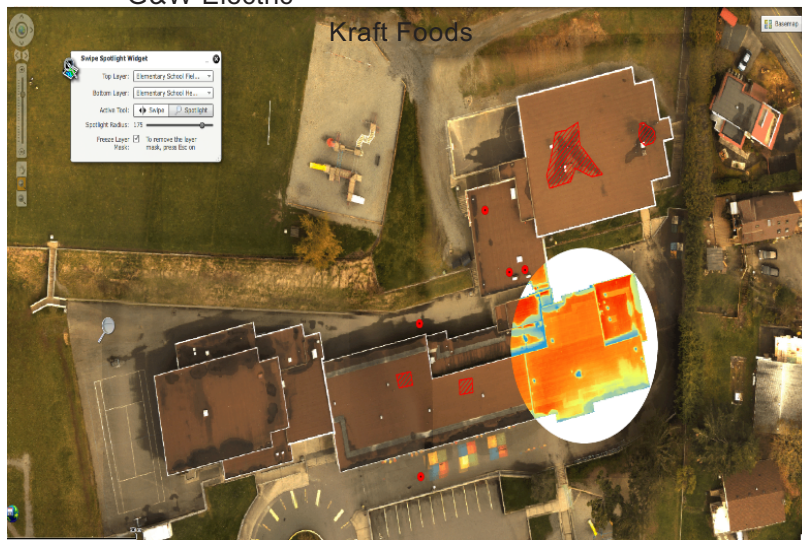 G&W Electric
Kraft Foods
Basemap
Swipe Spotlight Widget
Top Layer: Elementary School Fiel...
Bottom Layer: Elementary School He...
Active Tool: Swipe Spotlight
Spotlight Radius: 175
Freeze Layer Mask: To remove the layer mask, press Esc on